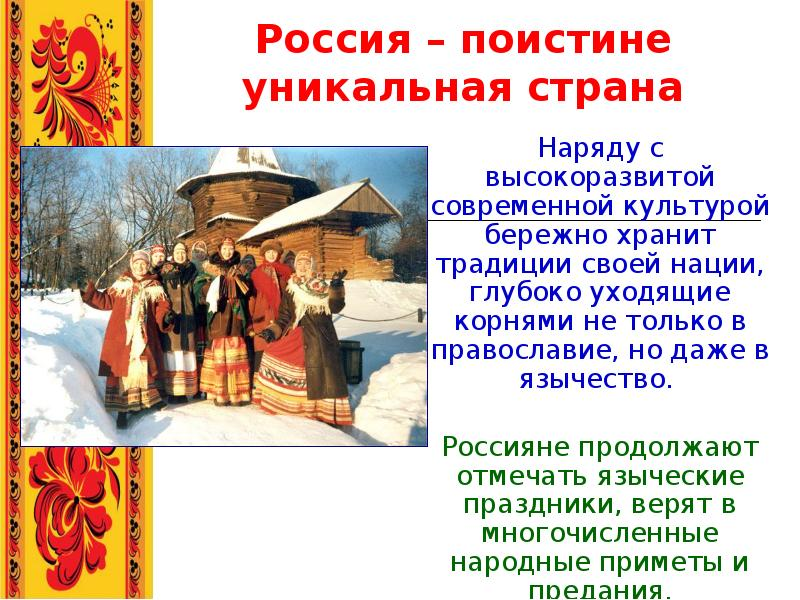 Россия – поистине
уникальная страна
Наряду с
высокоразвитой
современной культурой
бережно хранит
традиции своей нации,
глубоко уходящие
корнями не только в
православие, но даже в
язычество.
Россияне продолжают
отмечать языческие
праздники, верят в
многочисленные
народные приметы и
предания.